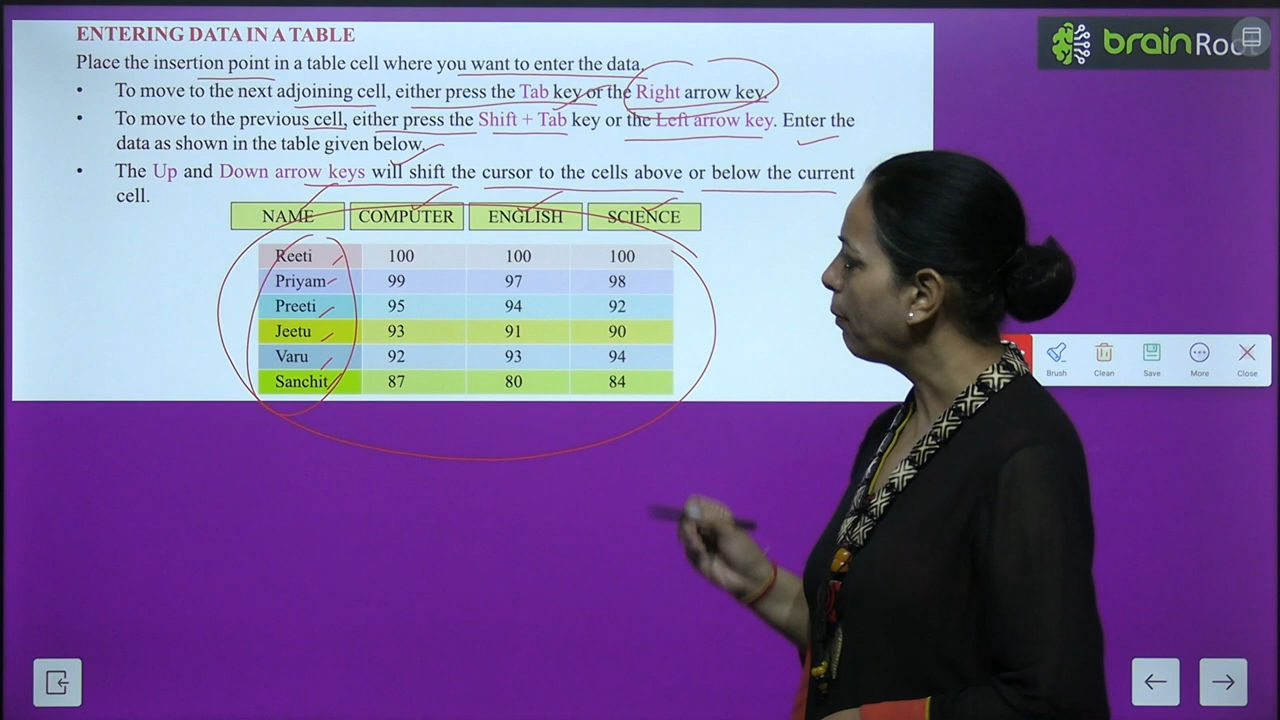 ENTERING DATA IN A TABLE
Place the insertion point in a table cell where you want to enter the data.
• To move to the next adjoining cell, either press the Tab key or the Right arrow key.
• To move to the previous cell, either press the Shift + Tab key or the Left arrow key. Enter the
data as shown in the table given below.
• The Up and Down arrow keys will shift the cursor to the cells above or below the current
cell.
NAME COMPUTER ENGLISH SCIENCE
Reeti 100 100 100
Priyam 99 97 98
Preeti 95 94 92
Jeetu 93 91 90
Varu 92 93 94
Sanchit 87 80 84
Brush Clean Save More Close